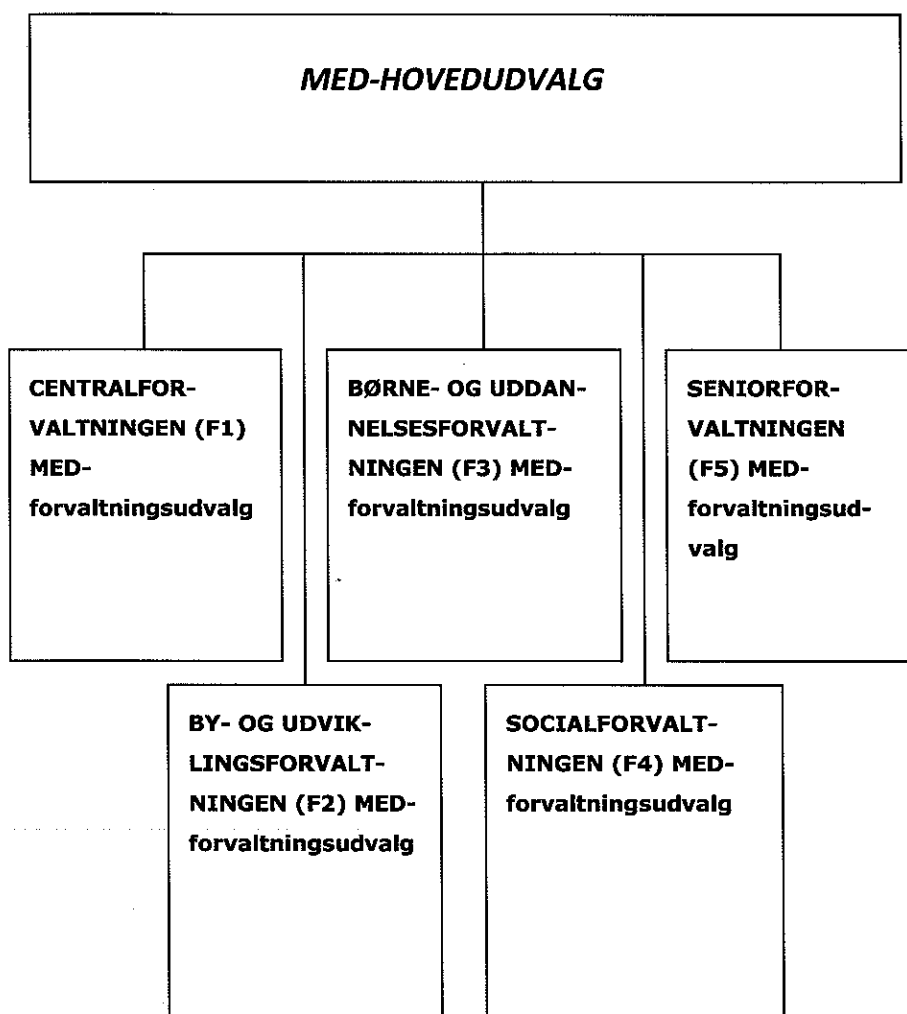 MED-HOVEDUDVALG
CENTRALFOR-
VALTNINGEN (F1)
MED-
forvaltningsudvalg
BØRNE- OG UDDAN-
NELSESFORVALT-
NINGEN (F3) MED-
forvaltningsudvalg
SENIORFOR-
VALTNINGEN
(F5) MED-
forvaltningsud-
valg
BY- OG UDVIK-
LINGSFORVALT-
NINGEN (F2) MED-
forvaltningsudvalg
SOCIALFORVALT-
NINGEN (F4) MED-
forvaltningsudvalg